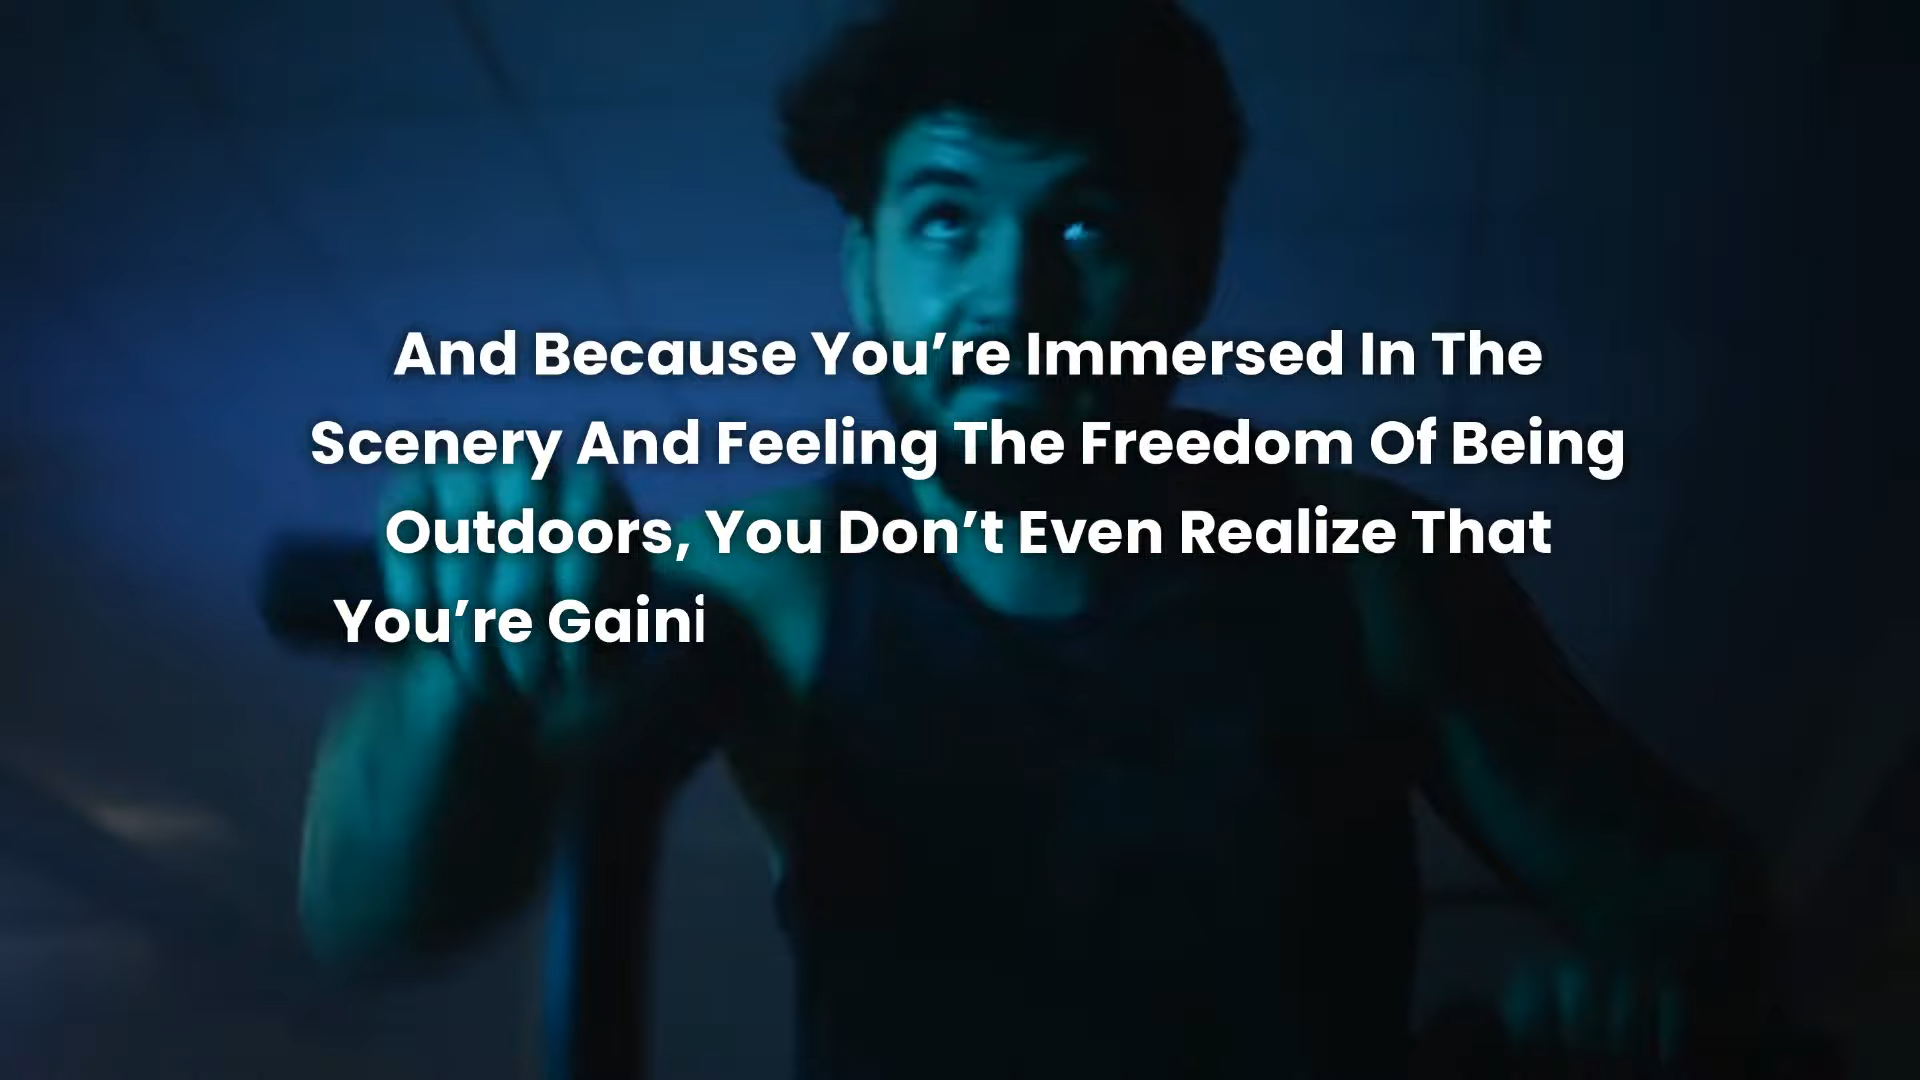 And Because You’re Immersed In The
Scenery And Feeling The Freedom Of Being
Outdoors, You Don’t Even Realize That
You’re Gaini